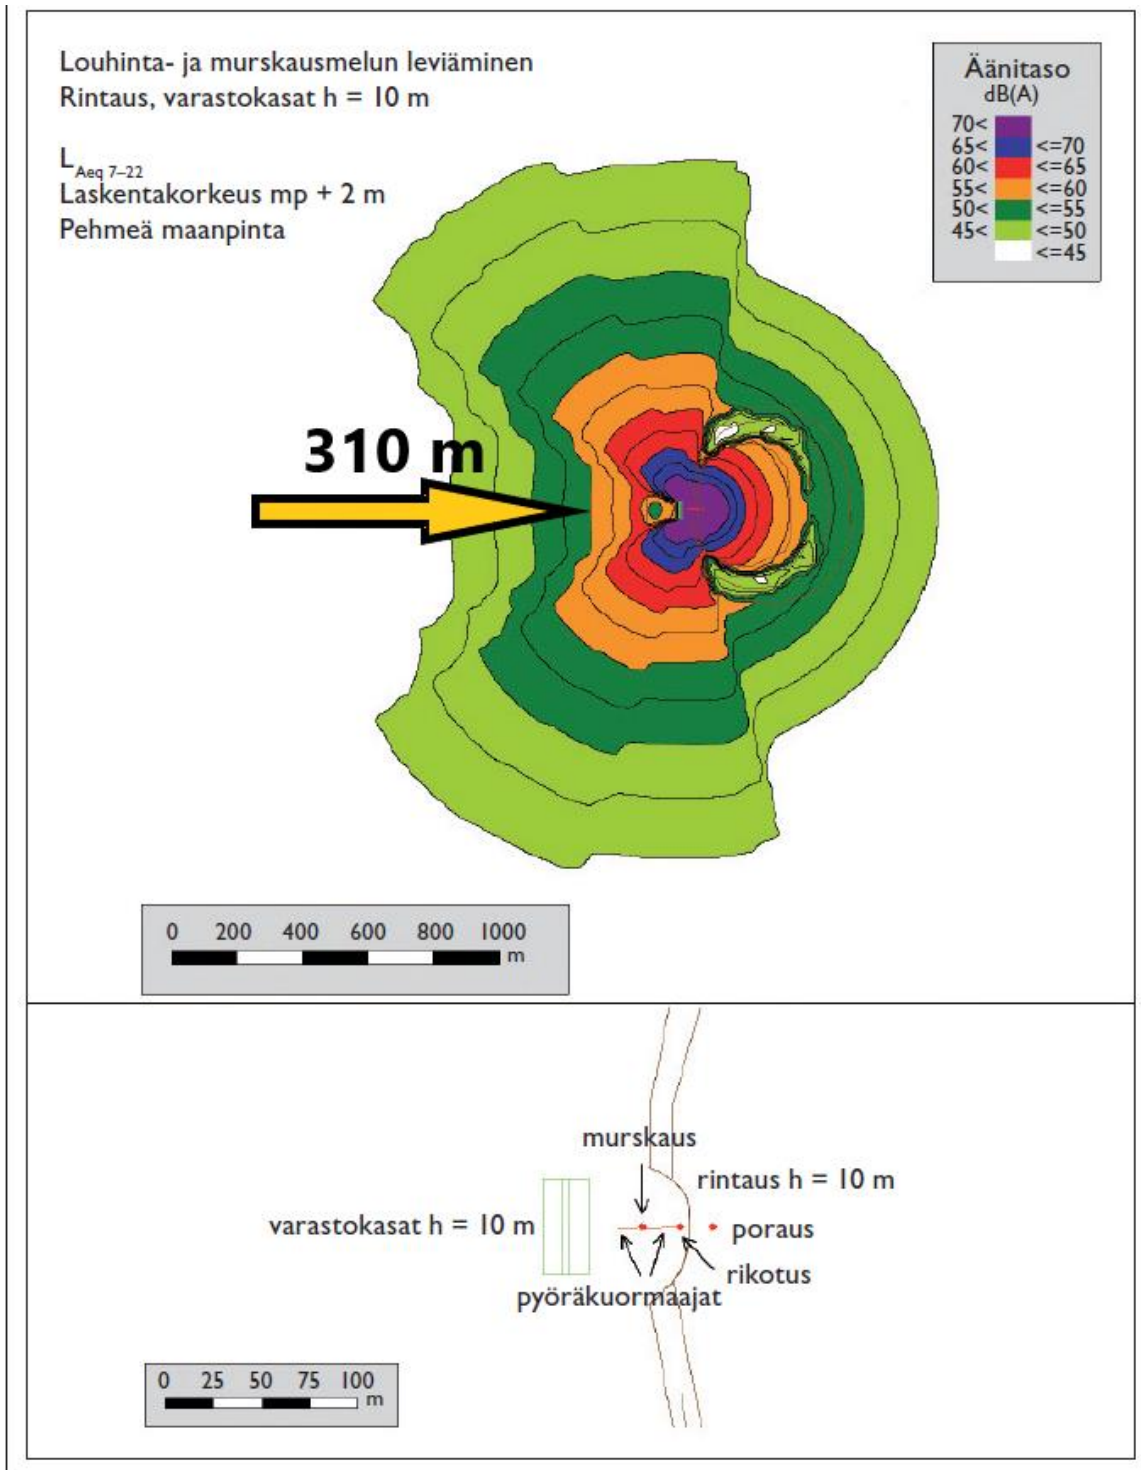 Louhinta- ja murskausmelun leviäminen
Rintaus, varastokasat h = 10 m
L Aeq 7–22
Laskentakorkeus mp + 2 m
Pehmeä maanpinta
Äänitaso
dB(A)
70<
65< <=70
60< <=65
55< <=60
50< <=55
45< <=50
<=45
310 m
0 200 400 600 800 1000
m
murskaus
rintaus h = 10 m
varastokasat h = 10 m
poraus
rikotus
pyöräkuormaajat
0 25 50 75 100
m